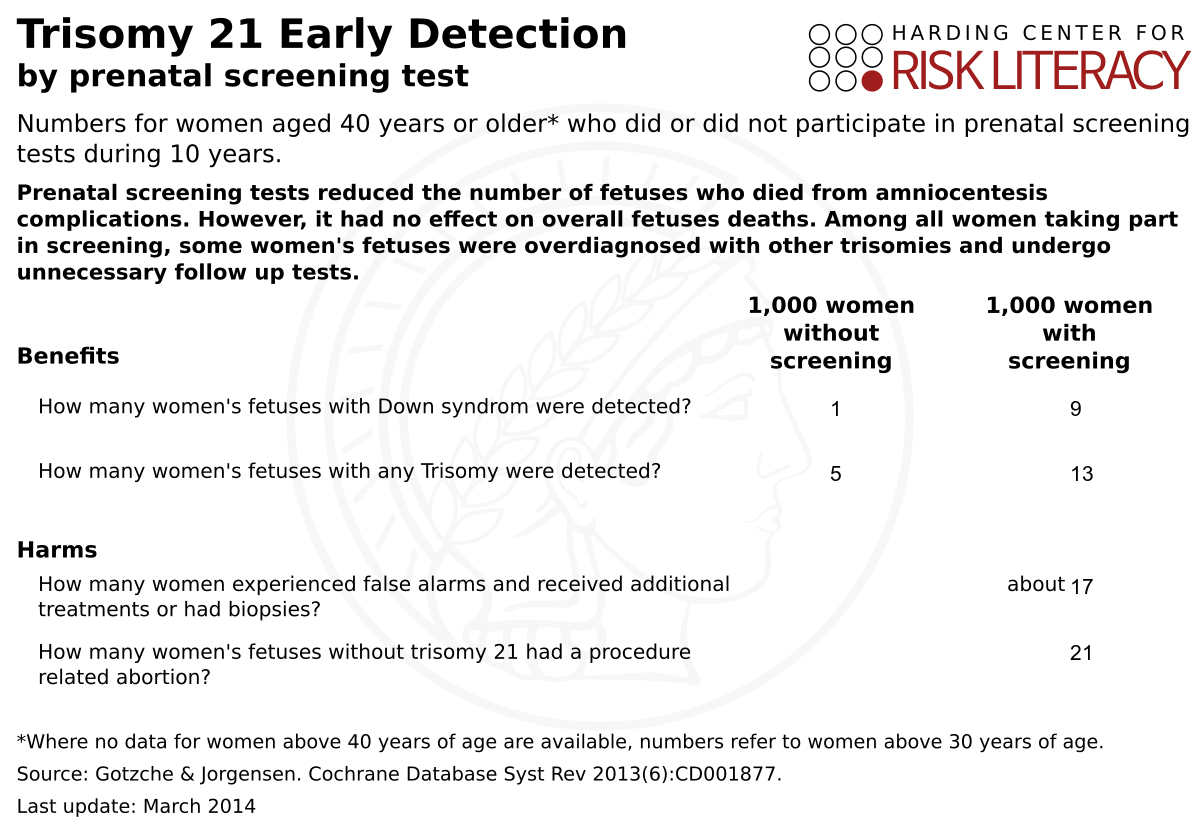 Trisomy 21 Early Detection
by prenatal screening test
HARDING CENTER FOR
RISK LITERACY
Numbers for women aged 40 years or older* who did or did not participate in prenatal screening
tests during 10 years.
Prenatal screening tests reduced the number of fetuses who died from amniocentesis
complications. However, it had no effect on overall fetuses deaths. Among all women taking part
in screening, some women's fetuses were overdiagnosed with other trisomies and undergo
unnecessary follow up tests.
1,000 women without screening
1,000 women with screening
Benefits
How many women's fetuses with Down syndrom were detected? 1 9
How many women's fetuses with any Trisomy were detected? 5 13
Harms
How many women experienced false alarms and received additional
treatments or had biopsies? about 17
How many women's fetuses without trisomy 21 had a procedure
related abortion? 21
*Where no data for women above 40 years of age are available, numbers refer to women above 30 years of age.
Source: Gotzche & Jorgensen. Cochrane Database Syst Rev 2013(6):CD001877.
Last update: March 2014